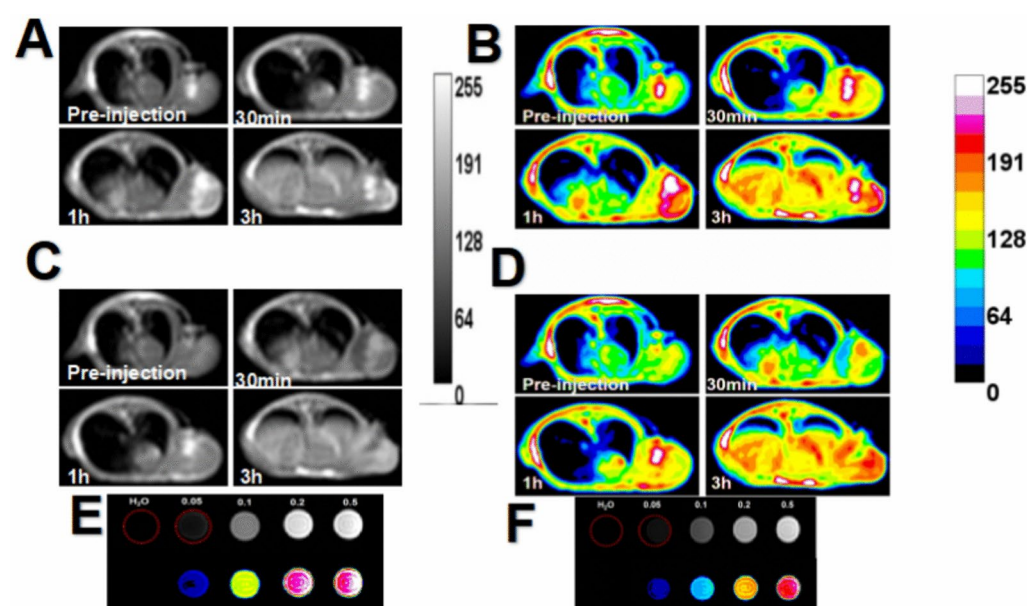 A
B
Pre-injection
30min
1h
3h
255
191
128
64
0
Pre-injection
30min
1h
3h
255
191
128
64
0
C
D
Pre-injection
30min
1h
3h
Pre-injection
30min
1h
3h
E
H₂O 0.05 0.1 0.2 0.5
F
H₂O 0.05 0.1 0.2 0.5